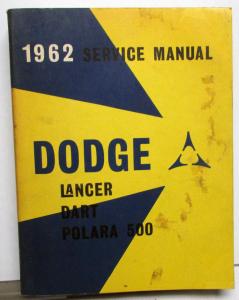 1962 SERVICE MANUAL
DODGE
LANCER
DART
POLARA 500